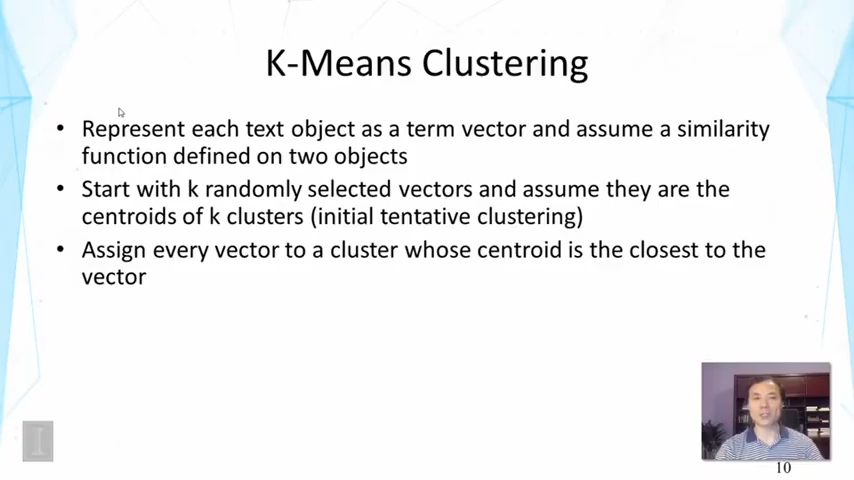 K-Means Clustering
• Represent each text object as a term vector and assume a similarity
function defined on two objects
• Start with k randomly selected vectors and assume they are the
centroids of k clusters (initial tentative clustering)
• Assign every vector to a cluster whose centroid is the closest to the
vector
I
10